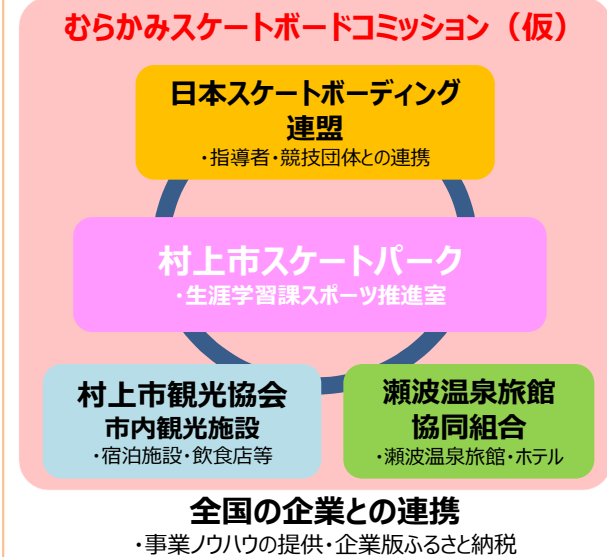 むらかみスケートボードコミッション（仮）
日本スケートボーディング
連盟
・指導者・競技団体との連携
村上市スケートパーク
・生涯学習課スポーツ推進室
村上市観光協会
市内観光施設
・宿泊施設・飲食店等
瀬波温泉旅館
協同組合
・瀬波温泉旅館・ホテル
全国の企業との連携
・事業ノウハウの提供・企業版ふるさと納税